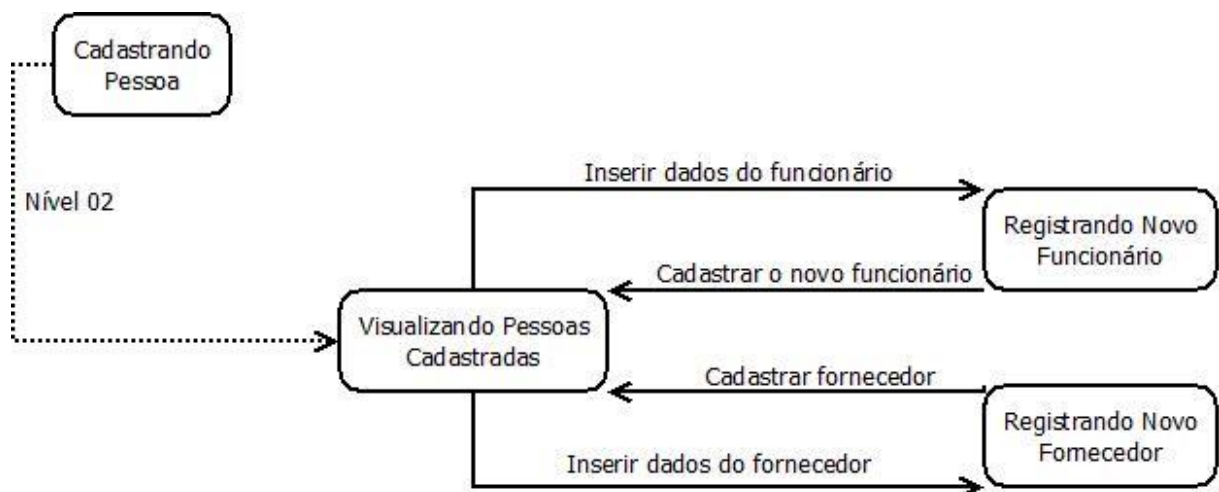 Cadastrando
Pessoa
Nível 02
Inserir dados do funcionário
Registrando Novo
Funcionário
Cadastrar o novo funcionário
Visualizando Pessoas
Cadastradas
Cadastrar fornecedor
Registrando Novo
Fornecedor
Inserir dados do fornecedor